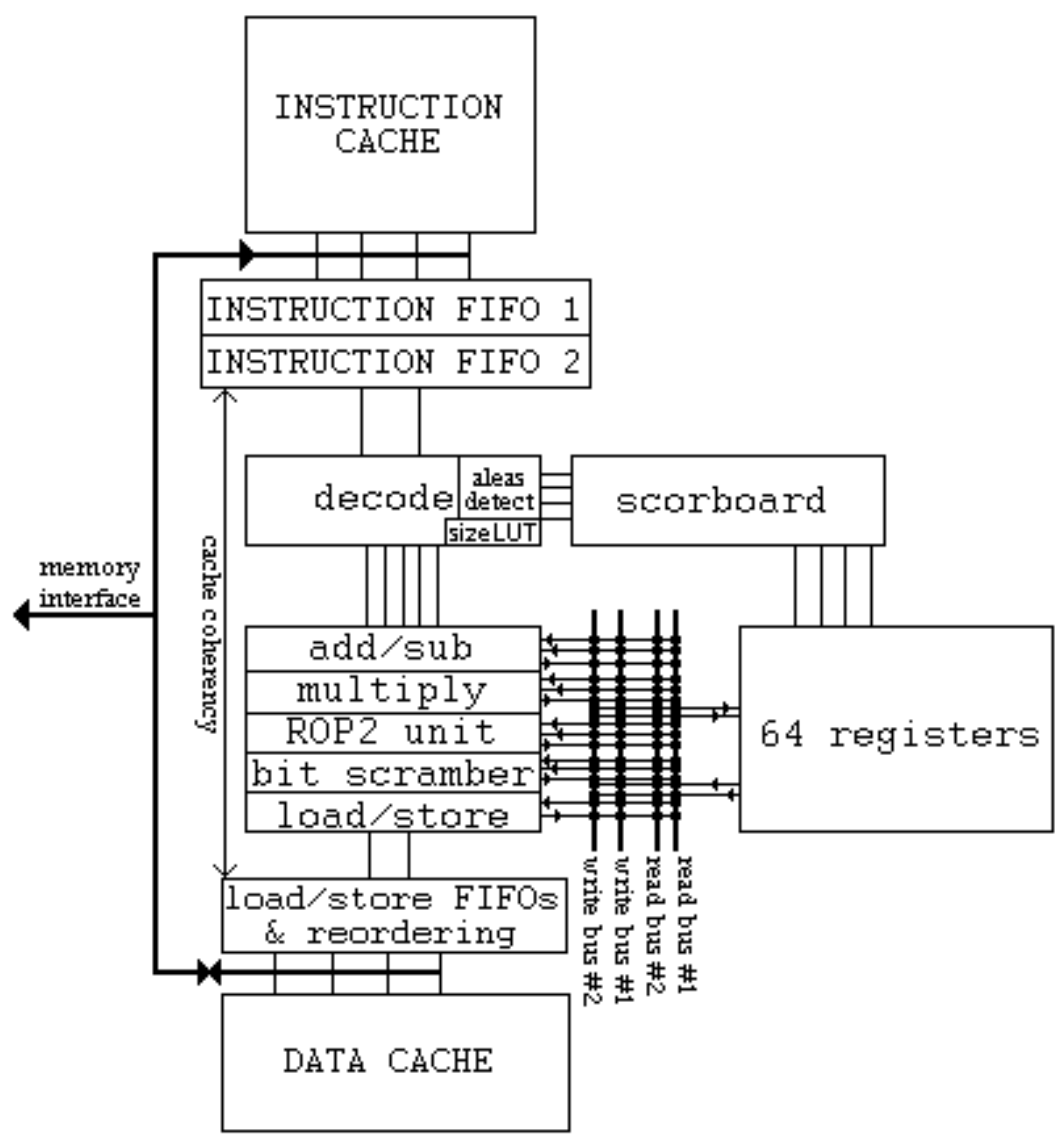 INSTRUCTION
CACHE
INSTRUCTION FIFO 1
INSTRUCTION FIFO 2
decode
aleas
detect
sizeLUT
scorboard
memory
interface
cache coherency
add/sub
multiply
ROP2 unit
bit scramber
load/store
64 registers
write bus #2
write bus #1
read bus #2
read bus #1
load/store FIFOs
& reordering
DATA CACHE